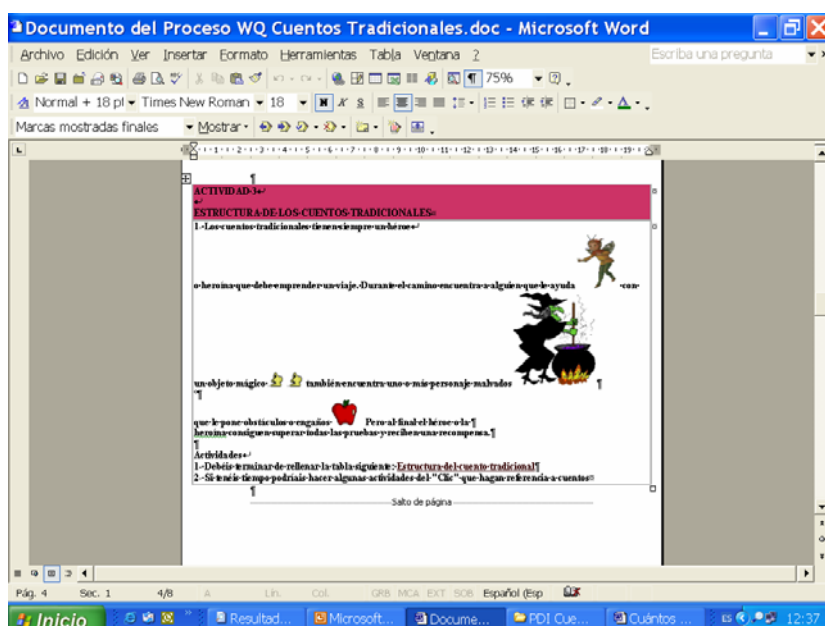 Documento del Proceso WQ Cuentos Tradicionales.doc - Microsoft Word
Archivo Edición Ver Insertar Formato Herramientas Tabla Ventana ? Escriba una pregunta
75%
Normal + 18 pt Times New Roman 18 N K S
Marcas mostradas finales Mostrar
ACTIVIDAD 3
ESTRUCTURA DE LOS CUENTOS TRADICIONALES
1.-Los cuentos tradicionales tienen siempre un héroe
o heroína que debe emprender un viaje. Durante el camino encuentra a alguien que le ayuda con
un objeto mágico también encuentra uno o más personaje malvados
que le pone obstáculos o engaños Pero al final el héroe o la
heroína consiguen superar todas las pruebas y reciben una recompensa.
Actividades
1.-Debéis terminar de rellenar la tabla siguiente: Estructura del cuento tradicional
2.-Si tenéis tiempo podríais hacer algunas actividades del "Clic" que hagan referencia a cuentos
Salto de página
Pág. 4 Sec. 1 4/8 A Lín. Col. GRB MCA EXT SOB Español (Esp
Inicio Resultad... Microsoft... Docume... PDI Cue... Cuántos ... ES 12:37